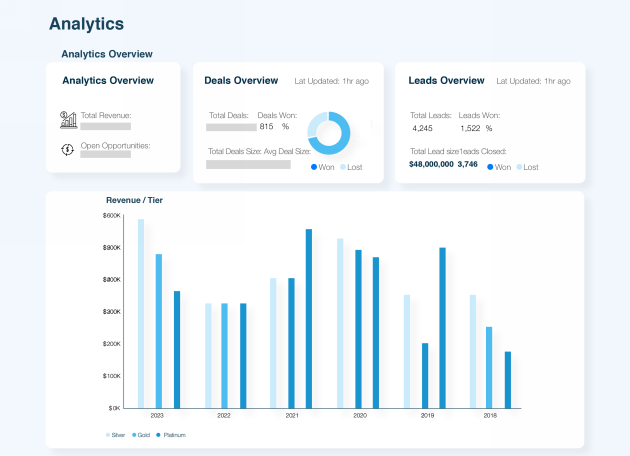 Analytics
Analytics Overview
Analytics Overview
Total Revenue:
Open Opportunities:
Deals Overview Lat Updated: 1hr ago
Total Deals: Deals Won:
815 %
Total Deals Size: Avg Deal Size:
Won Lost
Leads Overview Lat Updated: 1hr ago
Total Leads: Leads Won:
4,245 1,522 %
Total Lead size1eads Closed:
$48,000,000 3,746 Won Lost
Revenue / Tier
$600K
$200K
$100K
$0K
2023 2022 2021 2020 2019 2018
Silver Gold Platinum